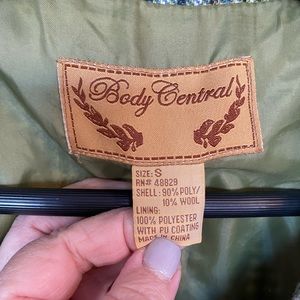 Body Central
SIZE: S
RN# 48829
SHELL: 90% POLY/
10% WOOL
LINING:
100% POLYESTER
WITH PU COATING
MADE IN CHINA